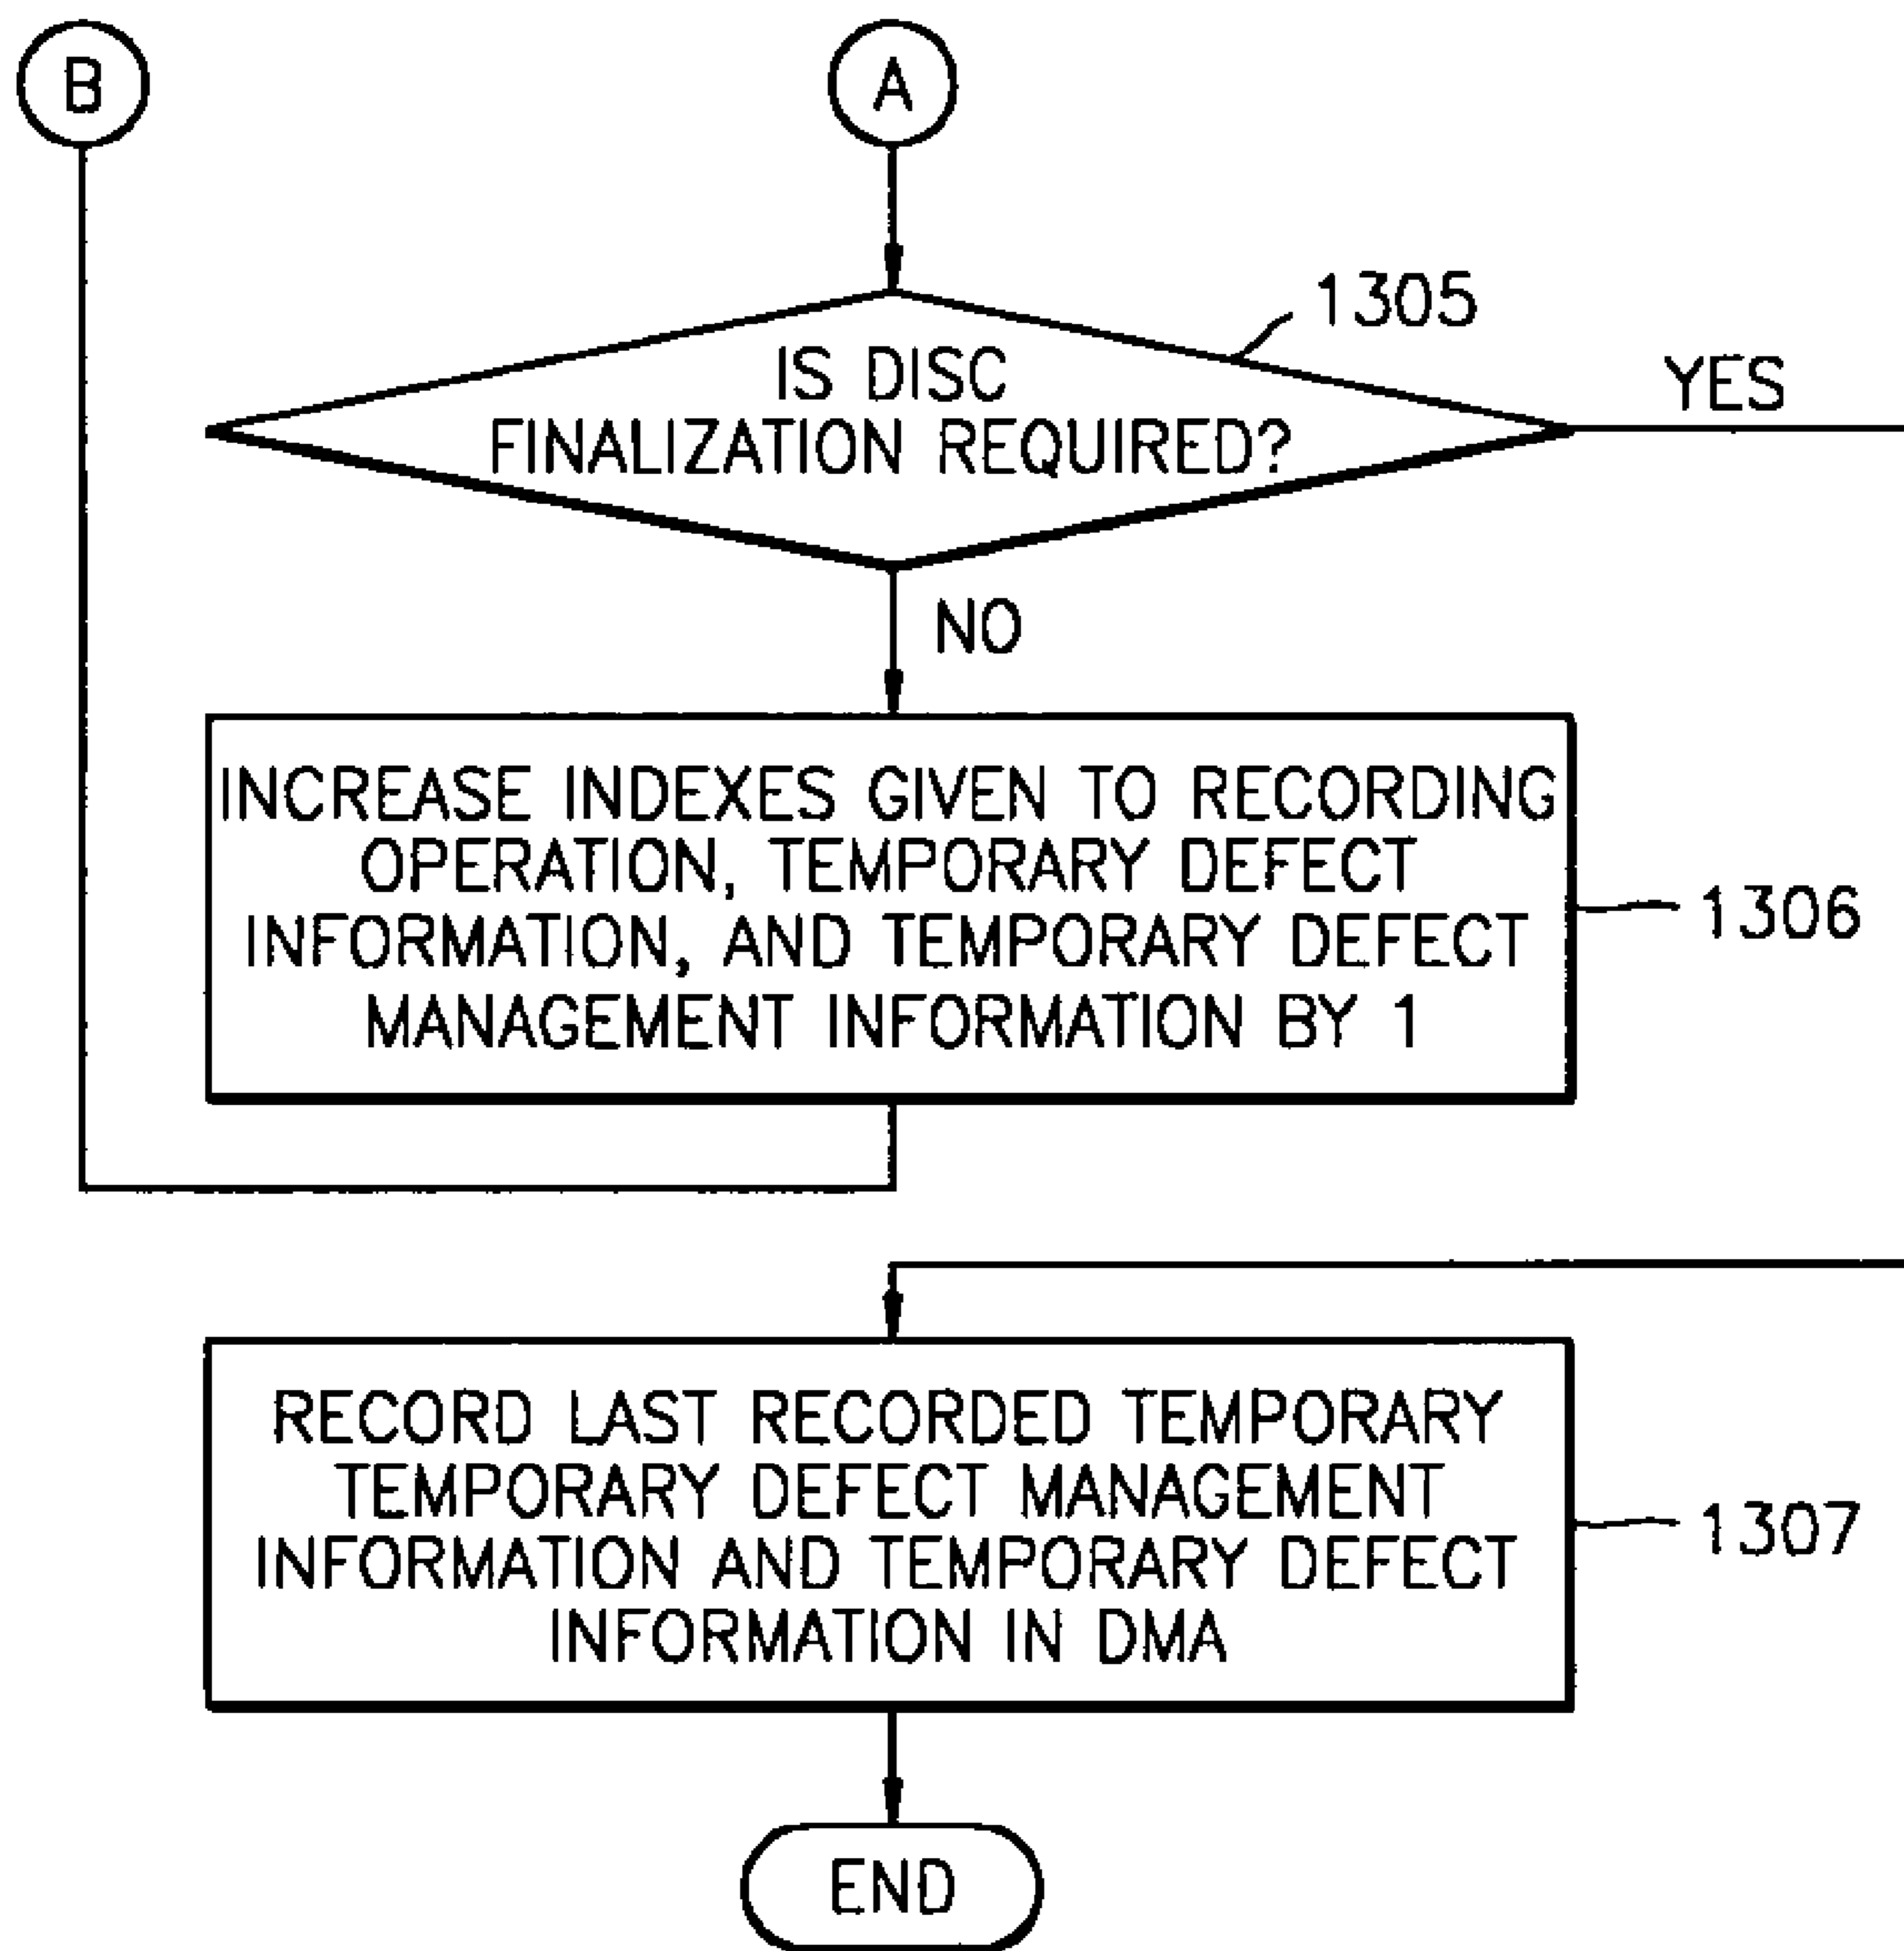 B
A
1305
IS DISC
FINALIZATION REQUIRED?
YES
NO
INCREASE INDEXES GIVEN TO RECORDING
OPERATION, TEMPORARY DEFECT
INFORMATION, AND TEMPORARY DEFECT
MANAGEMENT INFORMATION BY 1
1306
RECORD LAST RECORDED TEMPORARY
TEMPORARY DEFECT MANAGEMENT
INFORMATION AND TEMPORARY DEFECT
INFORMATION IN DMA
1307
END